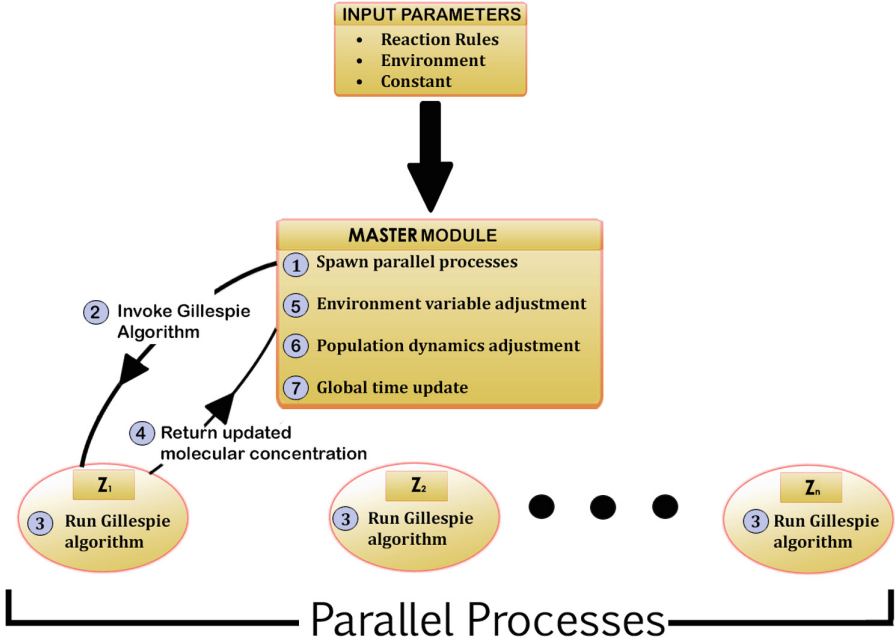 INPUT PARAMETERS
• Reaction Rules
• Environment
• Constant
MASTER MODULE
1 Spawn parallel processes
5 Environment variable adjustment
6 Population dynamics adjustment
7 Global time update
2 Invoke Gillespie
Algorithm
4 Return updated
molecular concentration
Z1
3 Run Gillespie
algorithm
Z2
3 Run Gillespie
algorithm
Zn
3 Run Gillespie
algorithm
Parallel Processes